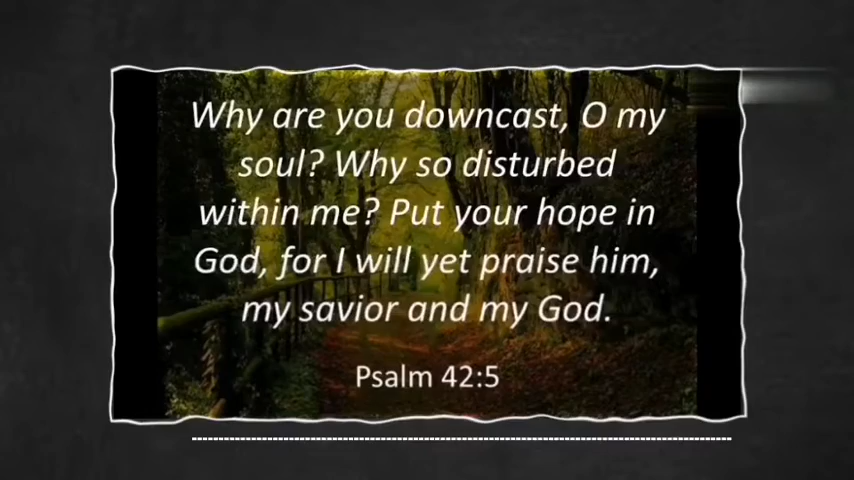 Why are you downcast, O my
soul? Why so disturbed
within me? Put your hope in
God, for I will yet praise him,
my savior and my God.
Psalm 42:5